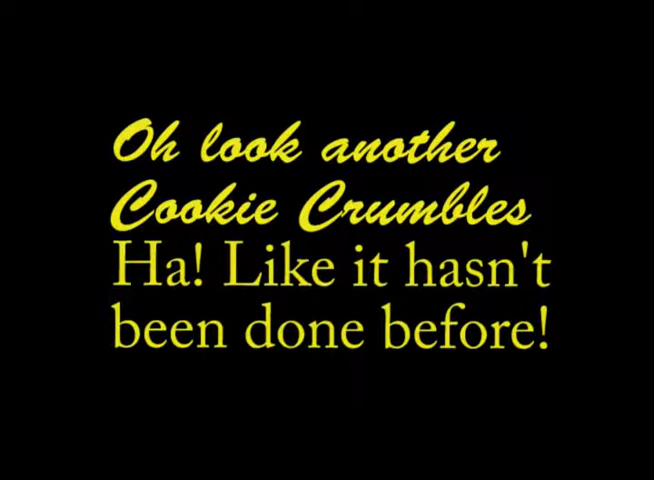 Oh look another
Cookie Crumbles
Ha! Like it hasn't
been done before!